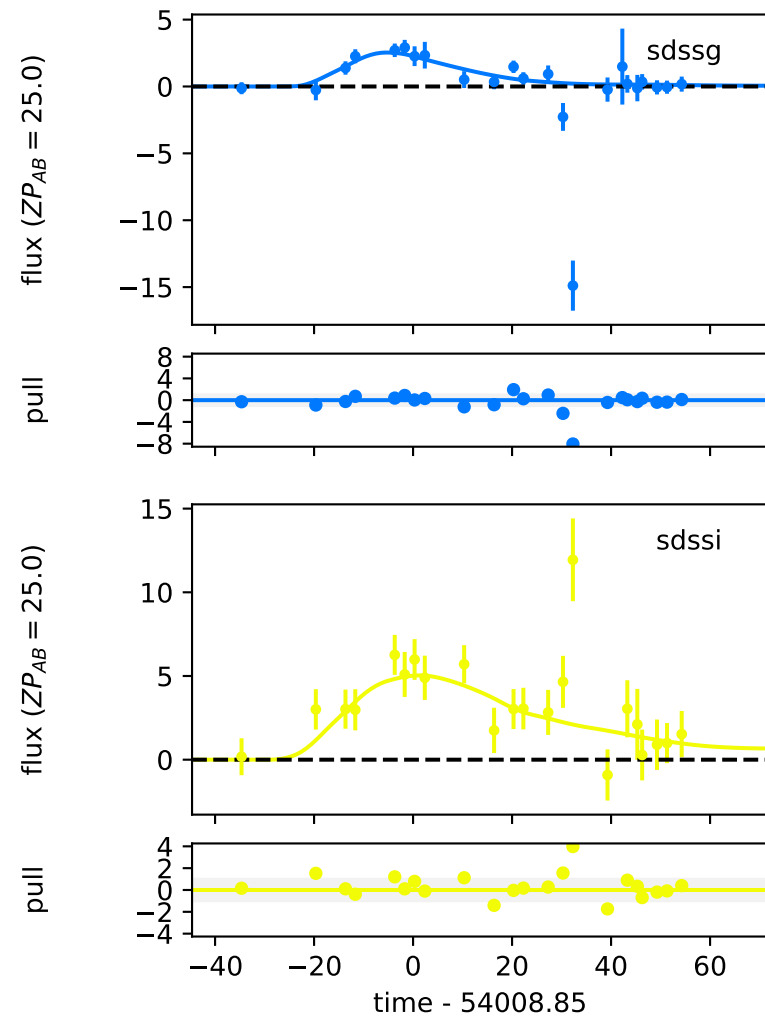 5
0
−5
−10
−15
flux (ZP_AB = 25.0)
sdssg
8
4
0
−4
−8
pull
15
10
5
0
flux (ZP_AB = 25.0)
sdssi
4
2
0
−2
−4
pull
−40 −20 0 20 40 60
time - 54008.85